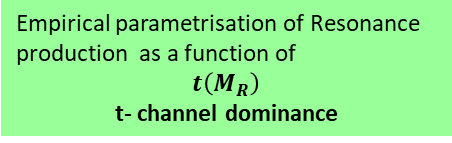 Empirical parametrisation of Resonance
production as a function of
t(M_R)
t- channel dominance